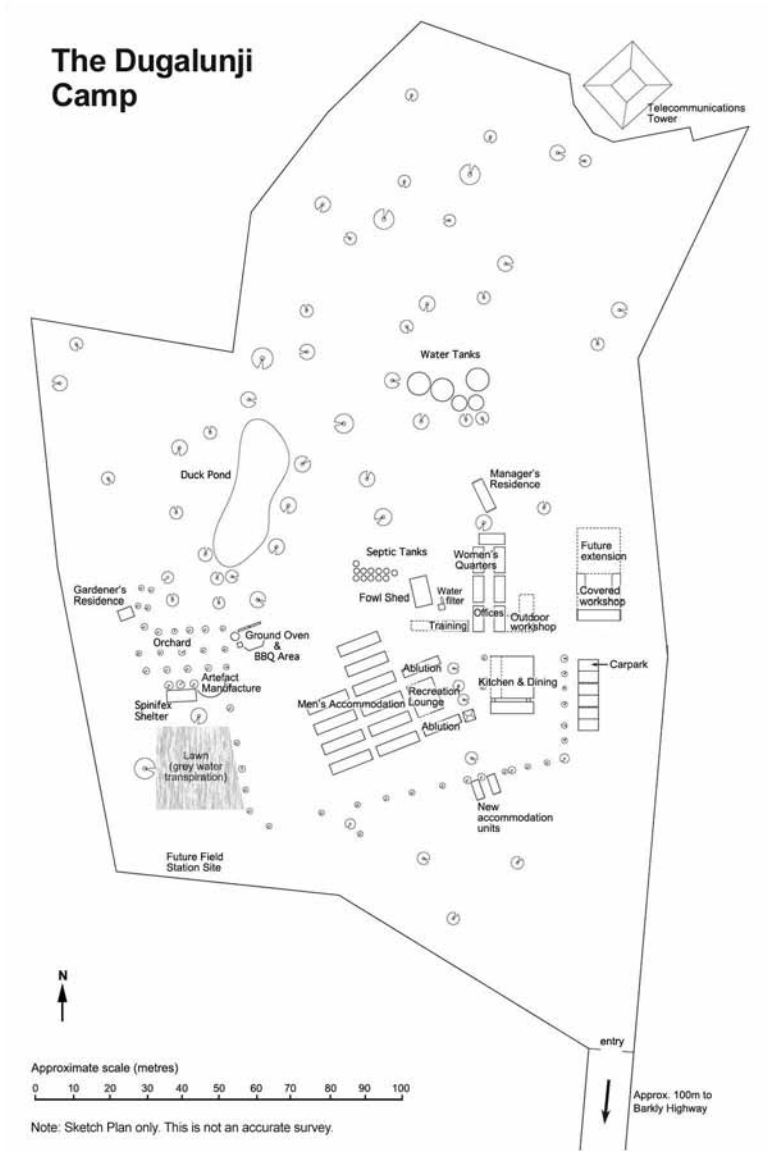 The Dugalunji
Camp
Telecommunications
Tower
Water Tanks
Duck Pond
Manager's
Residence
Septic Tanks
Women's
Quarters
Future
extension
Gardener's
Residence
Fowl Shed
Water
filter
Covered
workshop
Offices
Outdoor
workshop
Training
Orchard
Ground Oven
&
BBQ Area
Carpark
Ablution
Kitchen & Dining
Artefact
Manufacture
Recreation
Lounge
Men's Accommodation
Spinifex
Shelter
Ablution
Lawn
(grey water
transpiration)
New
accommodation
units
Future Field
Station Site
N
entry
Approximate scale (metres)
0 10 20 30 40 50 60 70 80 90 100
Approx. 100m to
Barkly Highway
Note: Sketch Plan only. This is not an accurate survey.